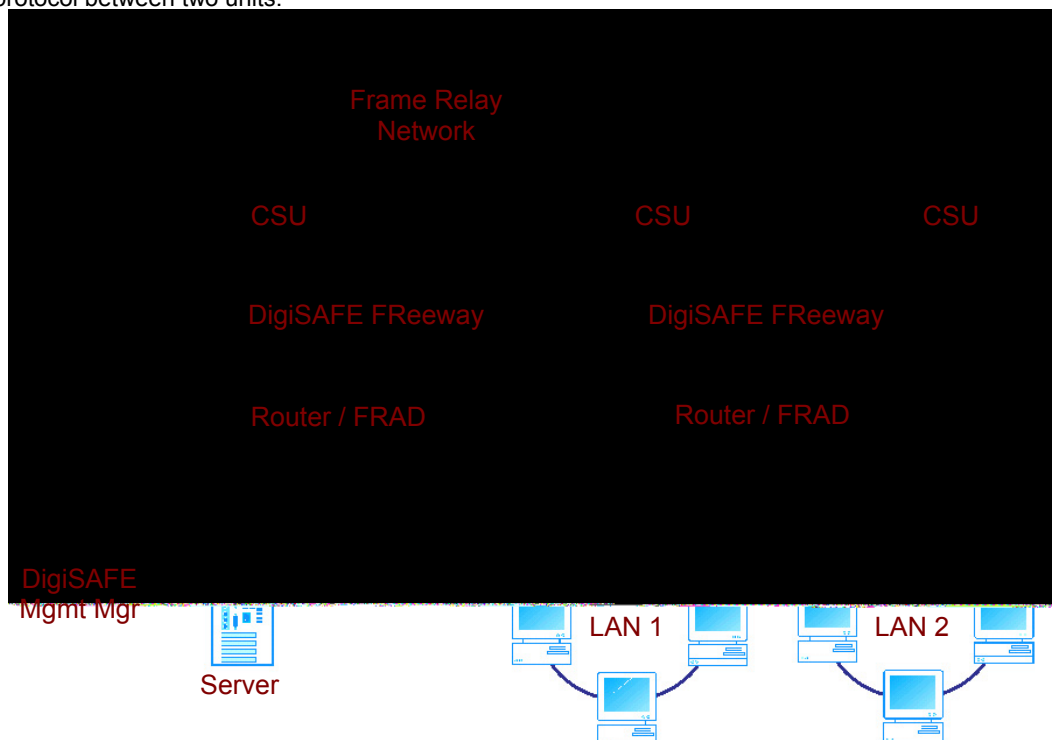 protocol between two units.
Frame Relay
Network
CSU
CSU
CSU
DigiSAFE FReeway
DigiSAFE FReeway
Router / FRAD
Router / FRAD
DigiSAFE
Mgmt Mgr
LAN 1
LAN 2
Server